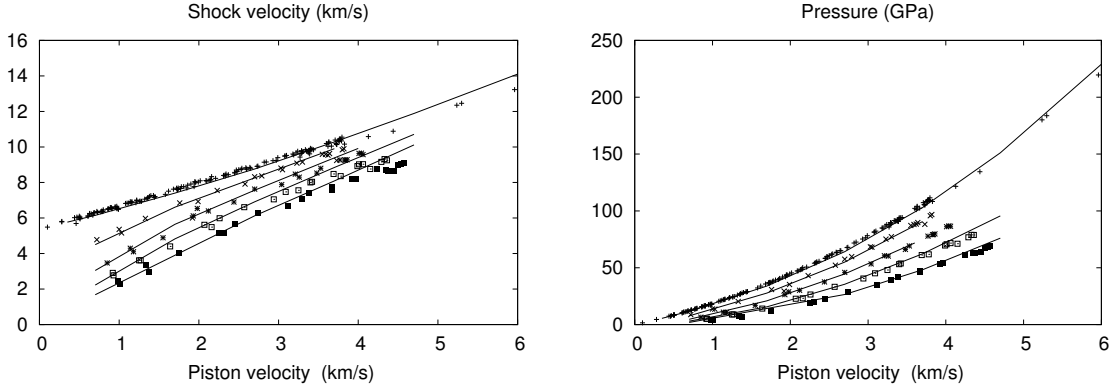 Shock velocity (km/s)
16
14
12
10
8
6
4
2
0
0 1 2 3 4 5 6
Piston velocity (km/s)
Pressure (GPa)
250
200
150
100
50
0
0 1 2 3 4 5 6
Piston velocity (km/s)